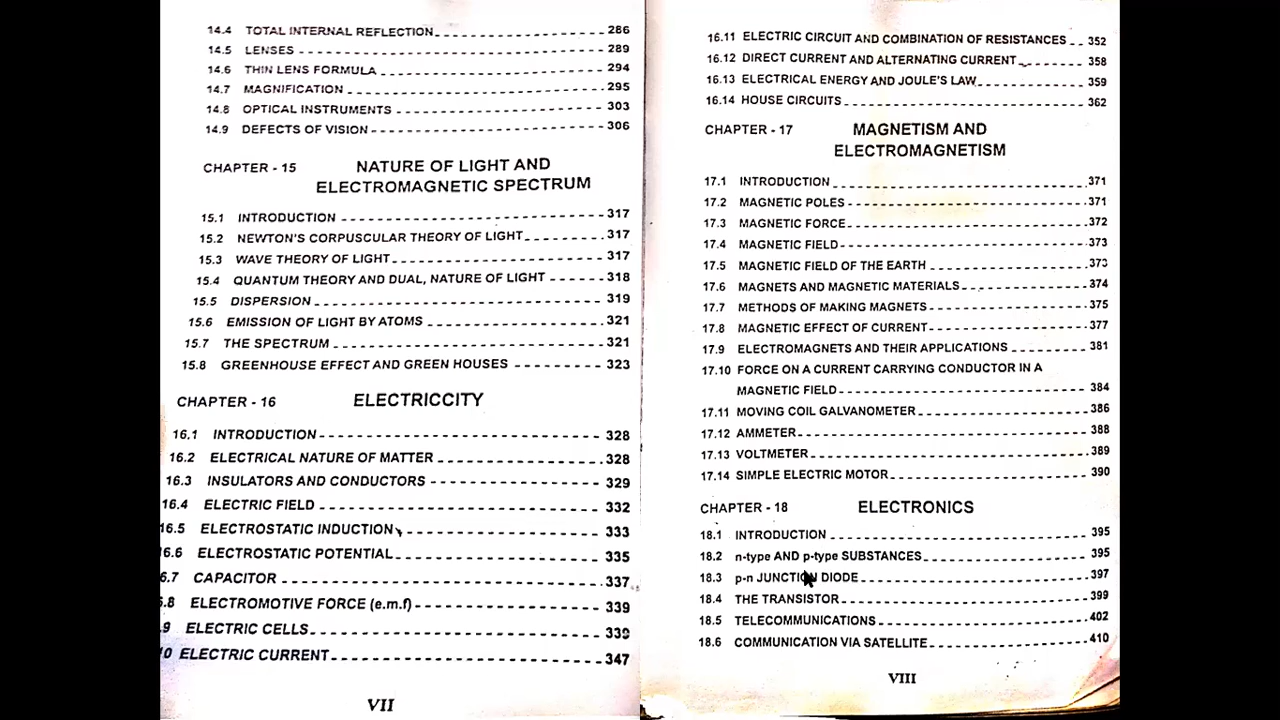 14.4 TOTAL INTERNAL REFLECTION 286
14.5 LENSES 289
14.6 THIN LENS FORMULA 294
14.7 MAGNIFICATION 295
14.8 OPTICAL INSTRUMENTS 303
14.9 DEFECTS OF VISION 306
CHAPTER - 15 NATURE OF LIGHT AND
ELECTROMAGNETIC SPECTRUM
15.1 INTRODUCTION 317
15.2 NEWTON'S CORPUSCULAR THEORY OF LIGHT 317
15.3 WAVE THEORY OF LIGHT 317
15.4 QUANTUM THEORY AND DUAL, NATURE OF LIGHT 318
15.5 DISPERSION 319
15.6 EMISSION OF LIGHT BY ATOMS 321
15.7 THE SPECTRUM 321
15.8 GREENHOUSE EFFECT AND GREEN HOUSES 323
CHAPTER - 16 ELECTRICCITY
16.1 INTRODUCTION 328
16.2 ELECTRICAL NATURE OF MATTER 328
16.3 INSULATORS AND CONDUCTORS 329
16.4 ELECTRIC FIELD 332
16.5 ELECTROSTATIC INDUCTION 333
6.6 ELECTROSTATIC POTENTIAL 335
6.7 CAPACITOR 337
.8 ELECTROMOTIVE FORCE (e.m.f) 339
.9 ELECTRIC CELLS 339
0 ELECTRIC CURRENT 347
VII
16.11 ELECTRIC CIRCUIT AND COMBINATION OF RESISTANCES 352
16.12 DIRECT CURRENT AND ALTERNATING CURRENT 358
16.13 ELECTRICAL ENERGY AND JOULE'S LAW 359
16.14 HOUSE CIRCUITS 362
CHAPTER - 17 MAGNETISM AND
ELECTROMAGNETISM
17.1 INTRODUCTION 371
17.2 MAGNETIC POLES 371
17.3 MAGNETIC FORCE 372
17.4 MAGNETIC FIELD 373
17.5 MAGNETIC FIELD OF THE EARTH 373
17.6 MAGNETS AND MAGNETIC MATERIALS 374
17.7 METHODS OF MAKING MAGNETS 375
17.8 MAGNETIC EFFECT OF CURRENT 377
17.9 ELECTROMAGNETS AND THEIR APPLICATIONS 381
17.10 FORCE ON A CURRENT CARRYING CONDUCTOR IN A
MAGNETIC FIELD 384
17.11 MOVING COIL GALVANOMETER 386
17.12 AMMETER 388
17.13 VOLTMETER 389
17.14 SIMPLE ELECTRIC MOTOR 390
CHAPTER - 18 ELECTRONICS
18.1 INTRODUCTION 395
18.2 n-type AND p-type SUBSTANCES 395
18.3 p-n JUNCTION DIODE 397
18.4 THE TRANSISTOR 399
18.5 TELECOMMUNICATIONS 402
18.6 COMMUNICATION VIA SATELLITE 410
VIII